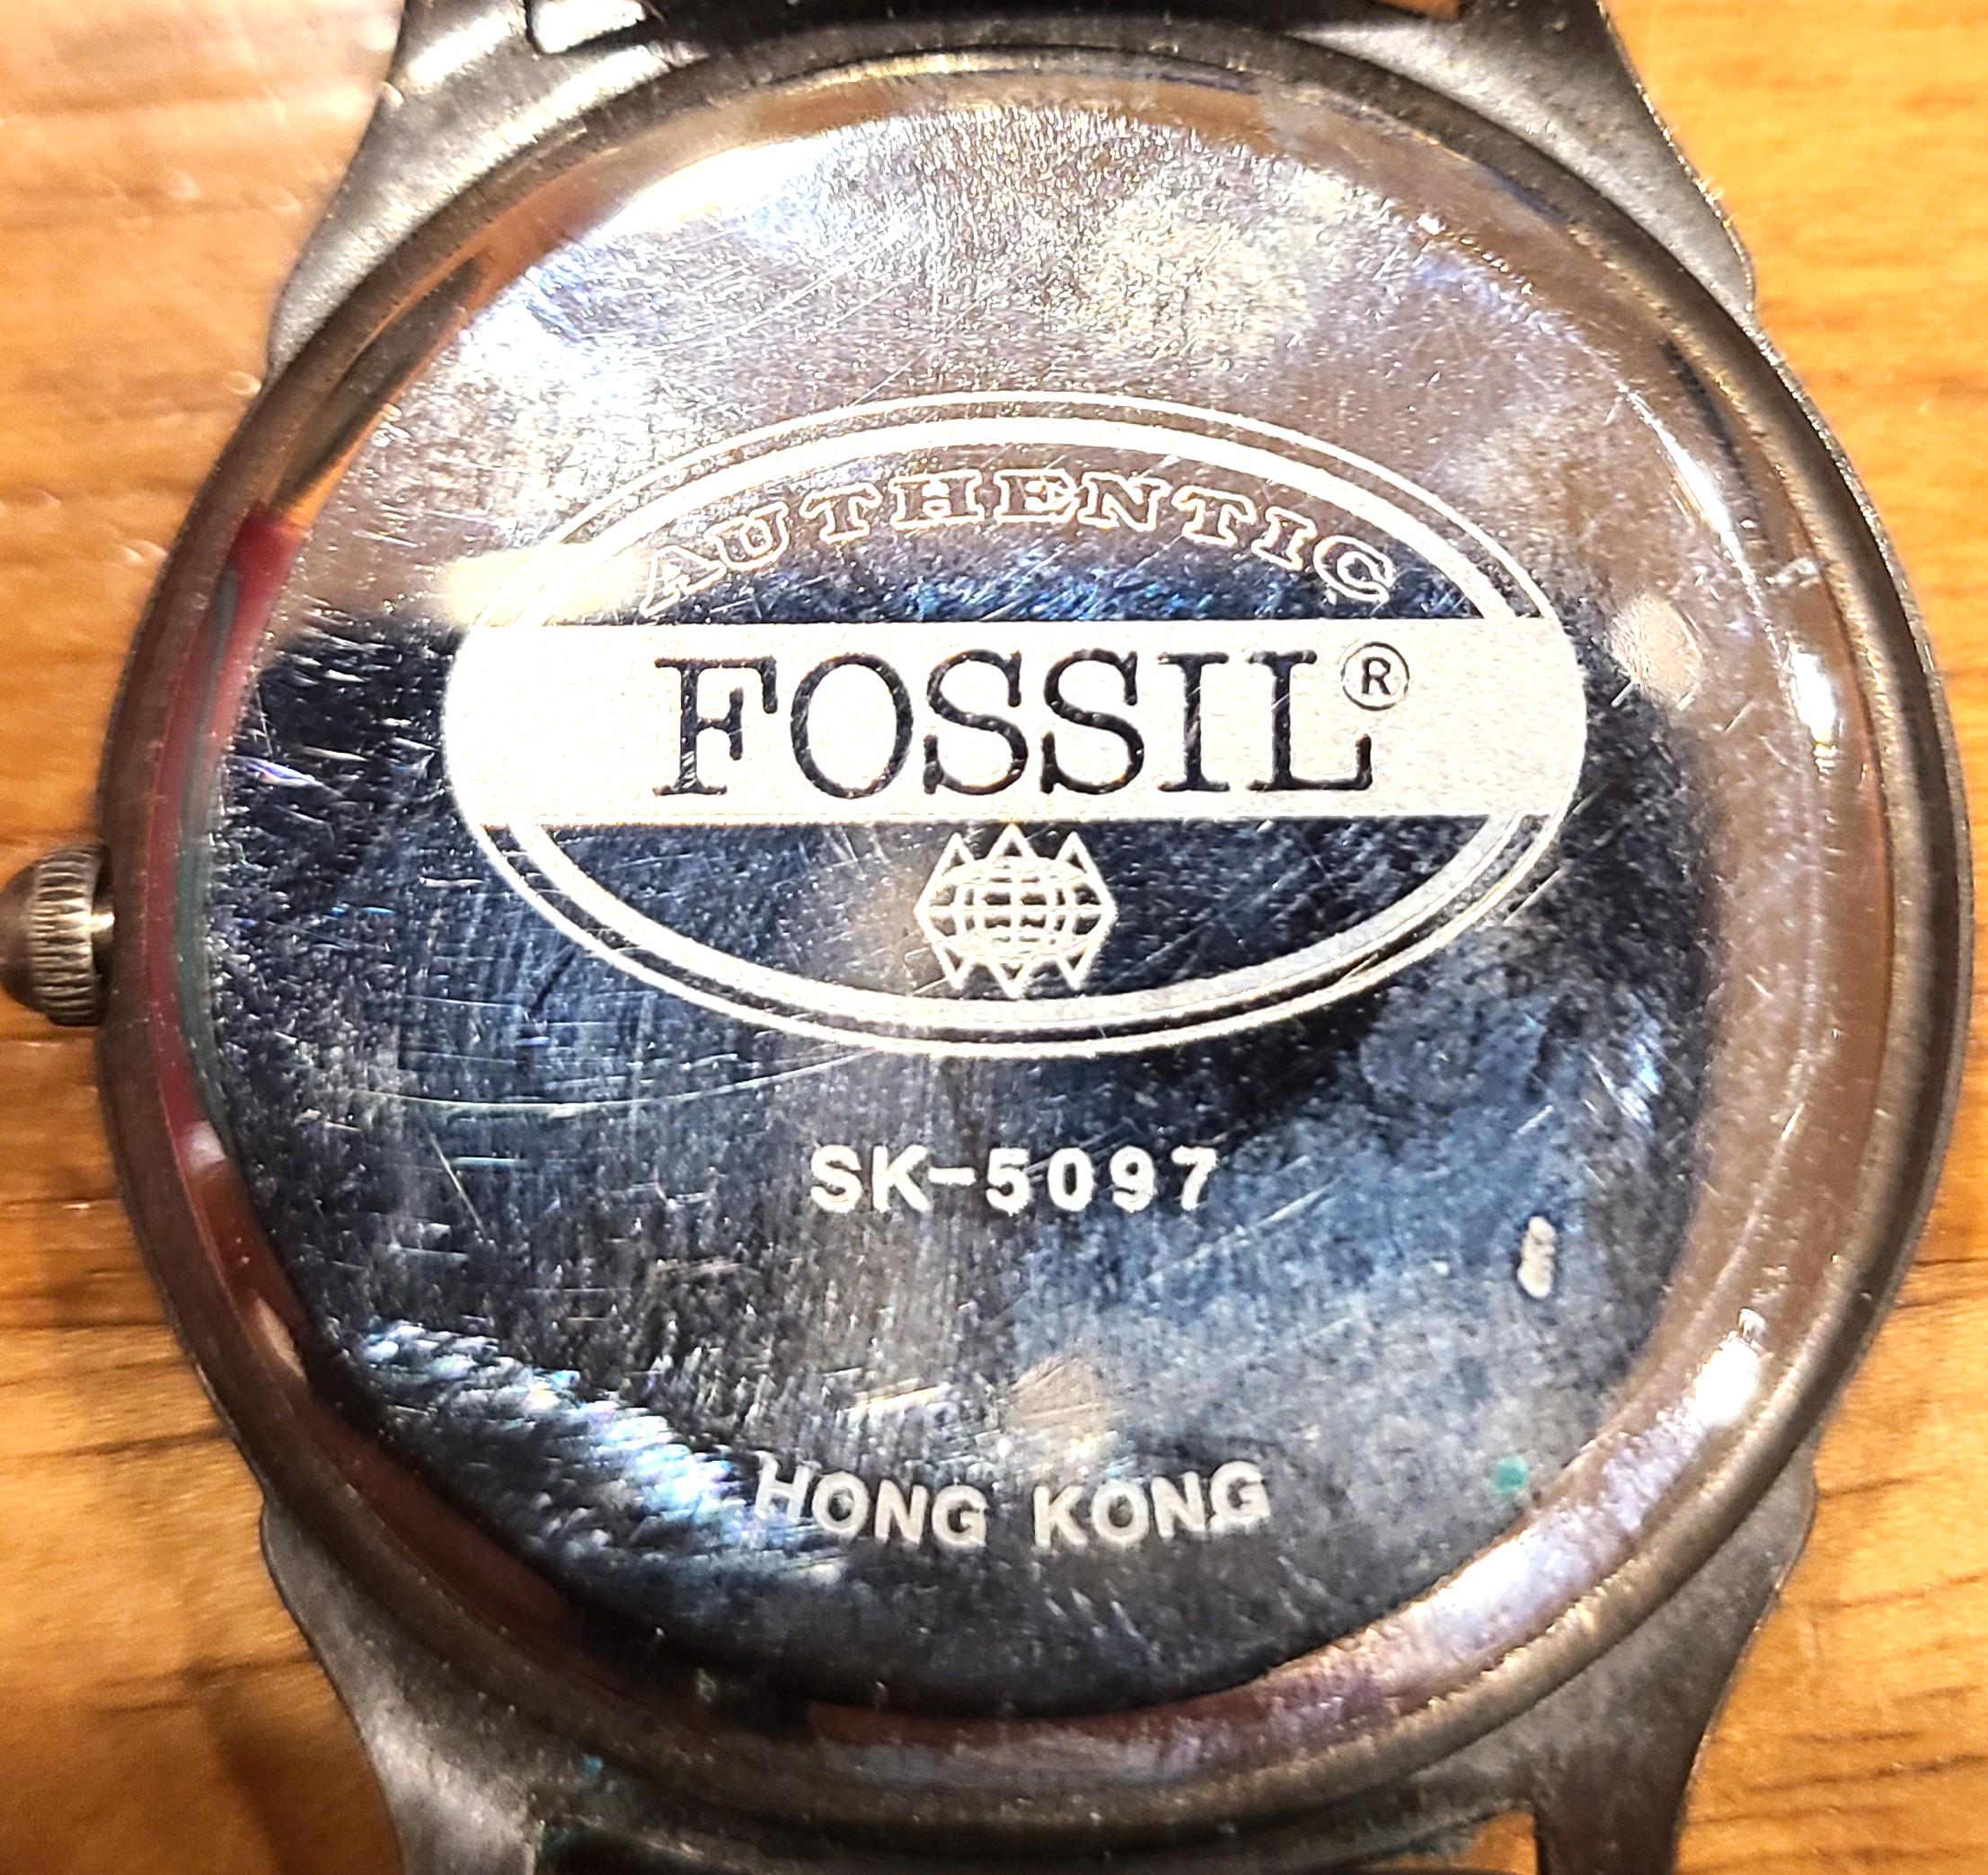 AUTHENTIC
FOSSIL®
SK-5097
HONG KONG